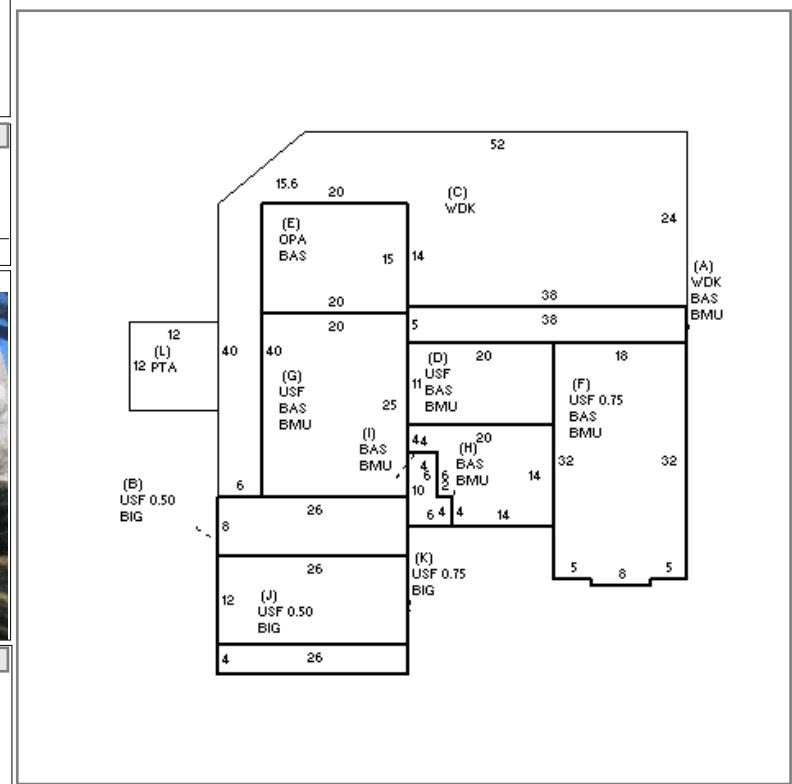 52
15.6
20
(C)
WDK
24
(E)
OPA
BAS
15
14
(A)
WDK
BAS
BMU
38
20
20
5
38
12
(L)
12 PTA
40
40
(G)
USF
BAS
BMU
25
(D)
USF
BAS
BMU
20
11
18
(F)
USF 0.75
BAS
BMU
32
32
(I)
BAS
BMU
4
4
20
(H)
BAS
BMU
14
4
6
6
2
10
6
4
4
14
6
(B)
USF 0.50
BIG
26
8
5
8
5
(K)
USF 0.75
BIG
26
12
(J)
USF 0.50
BIG
4
26